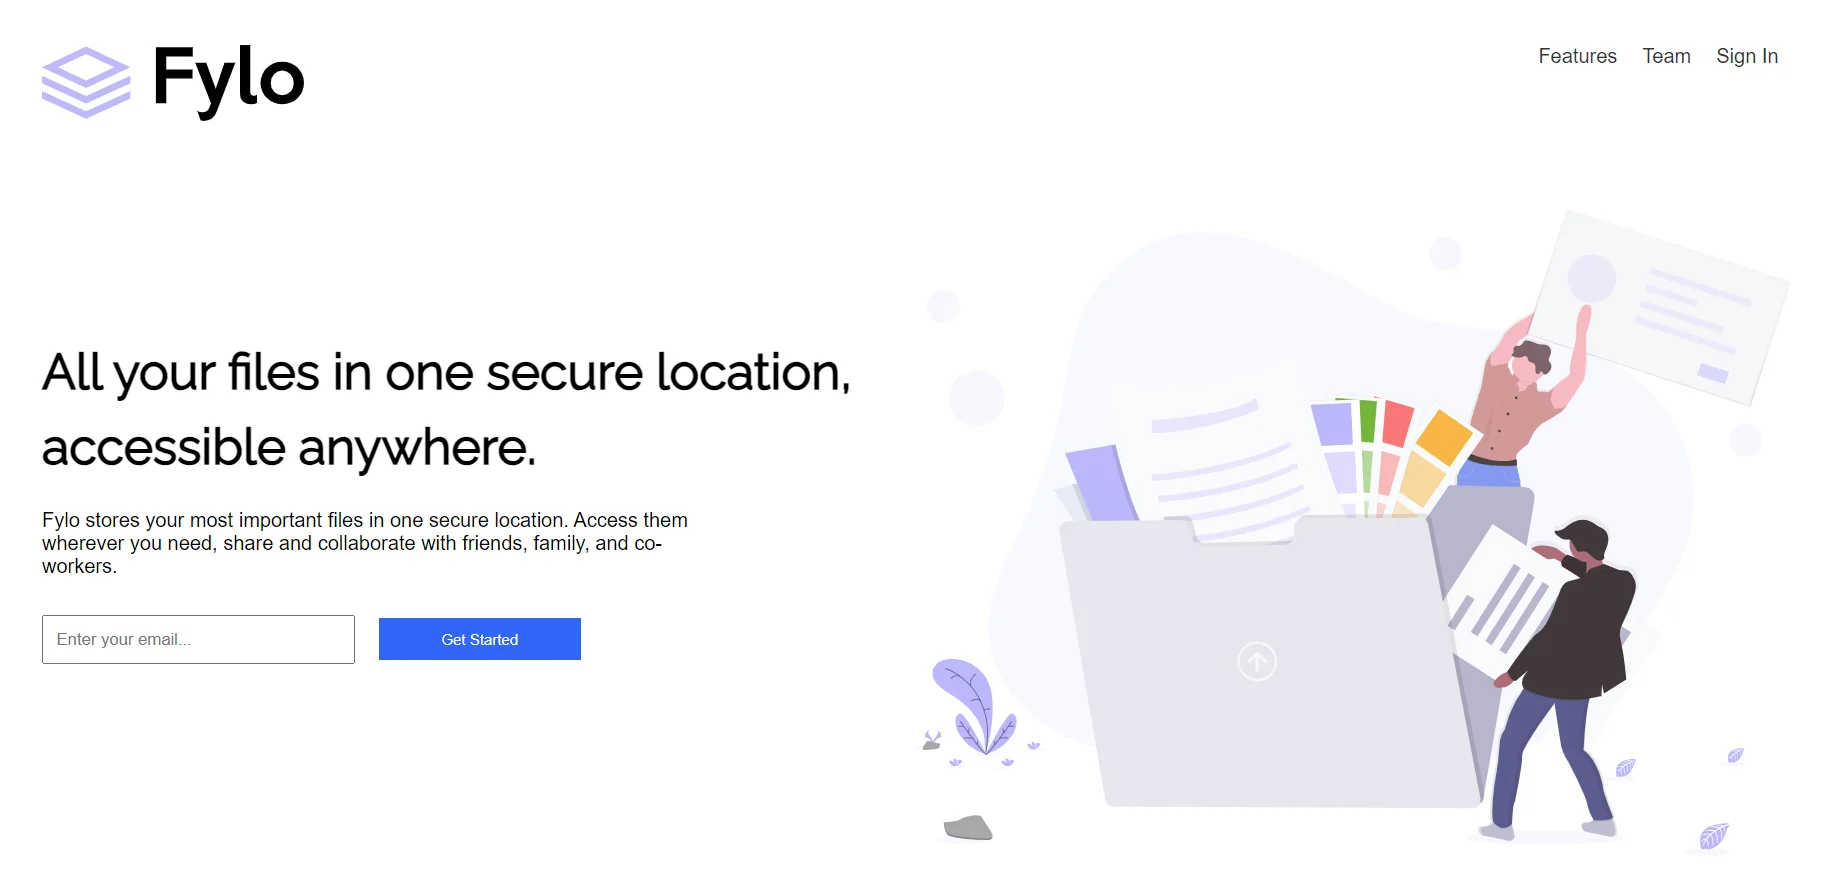 Fylo
Features Team Sign In
All your files in one secure location,
accessible anywhere.
Fylo stores your most important files in one secure location. Access them
wherever you need, share and collaborate with friends, family, and co-
workers.
Enter your email...
Get Started